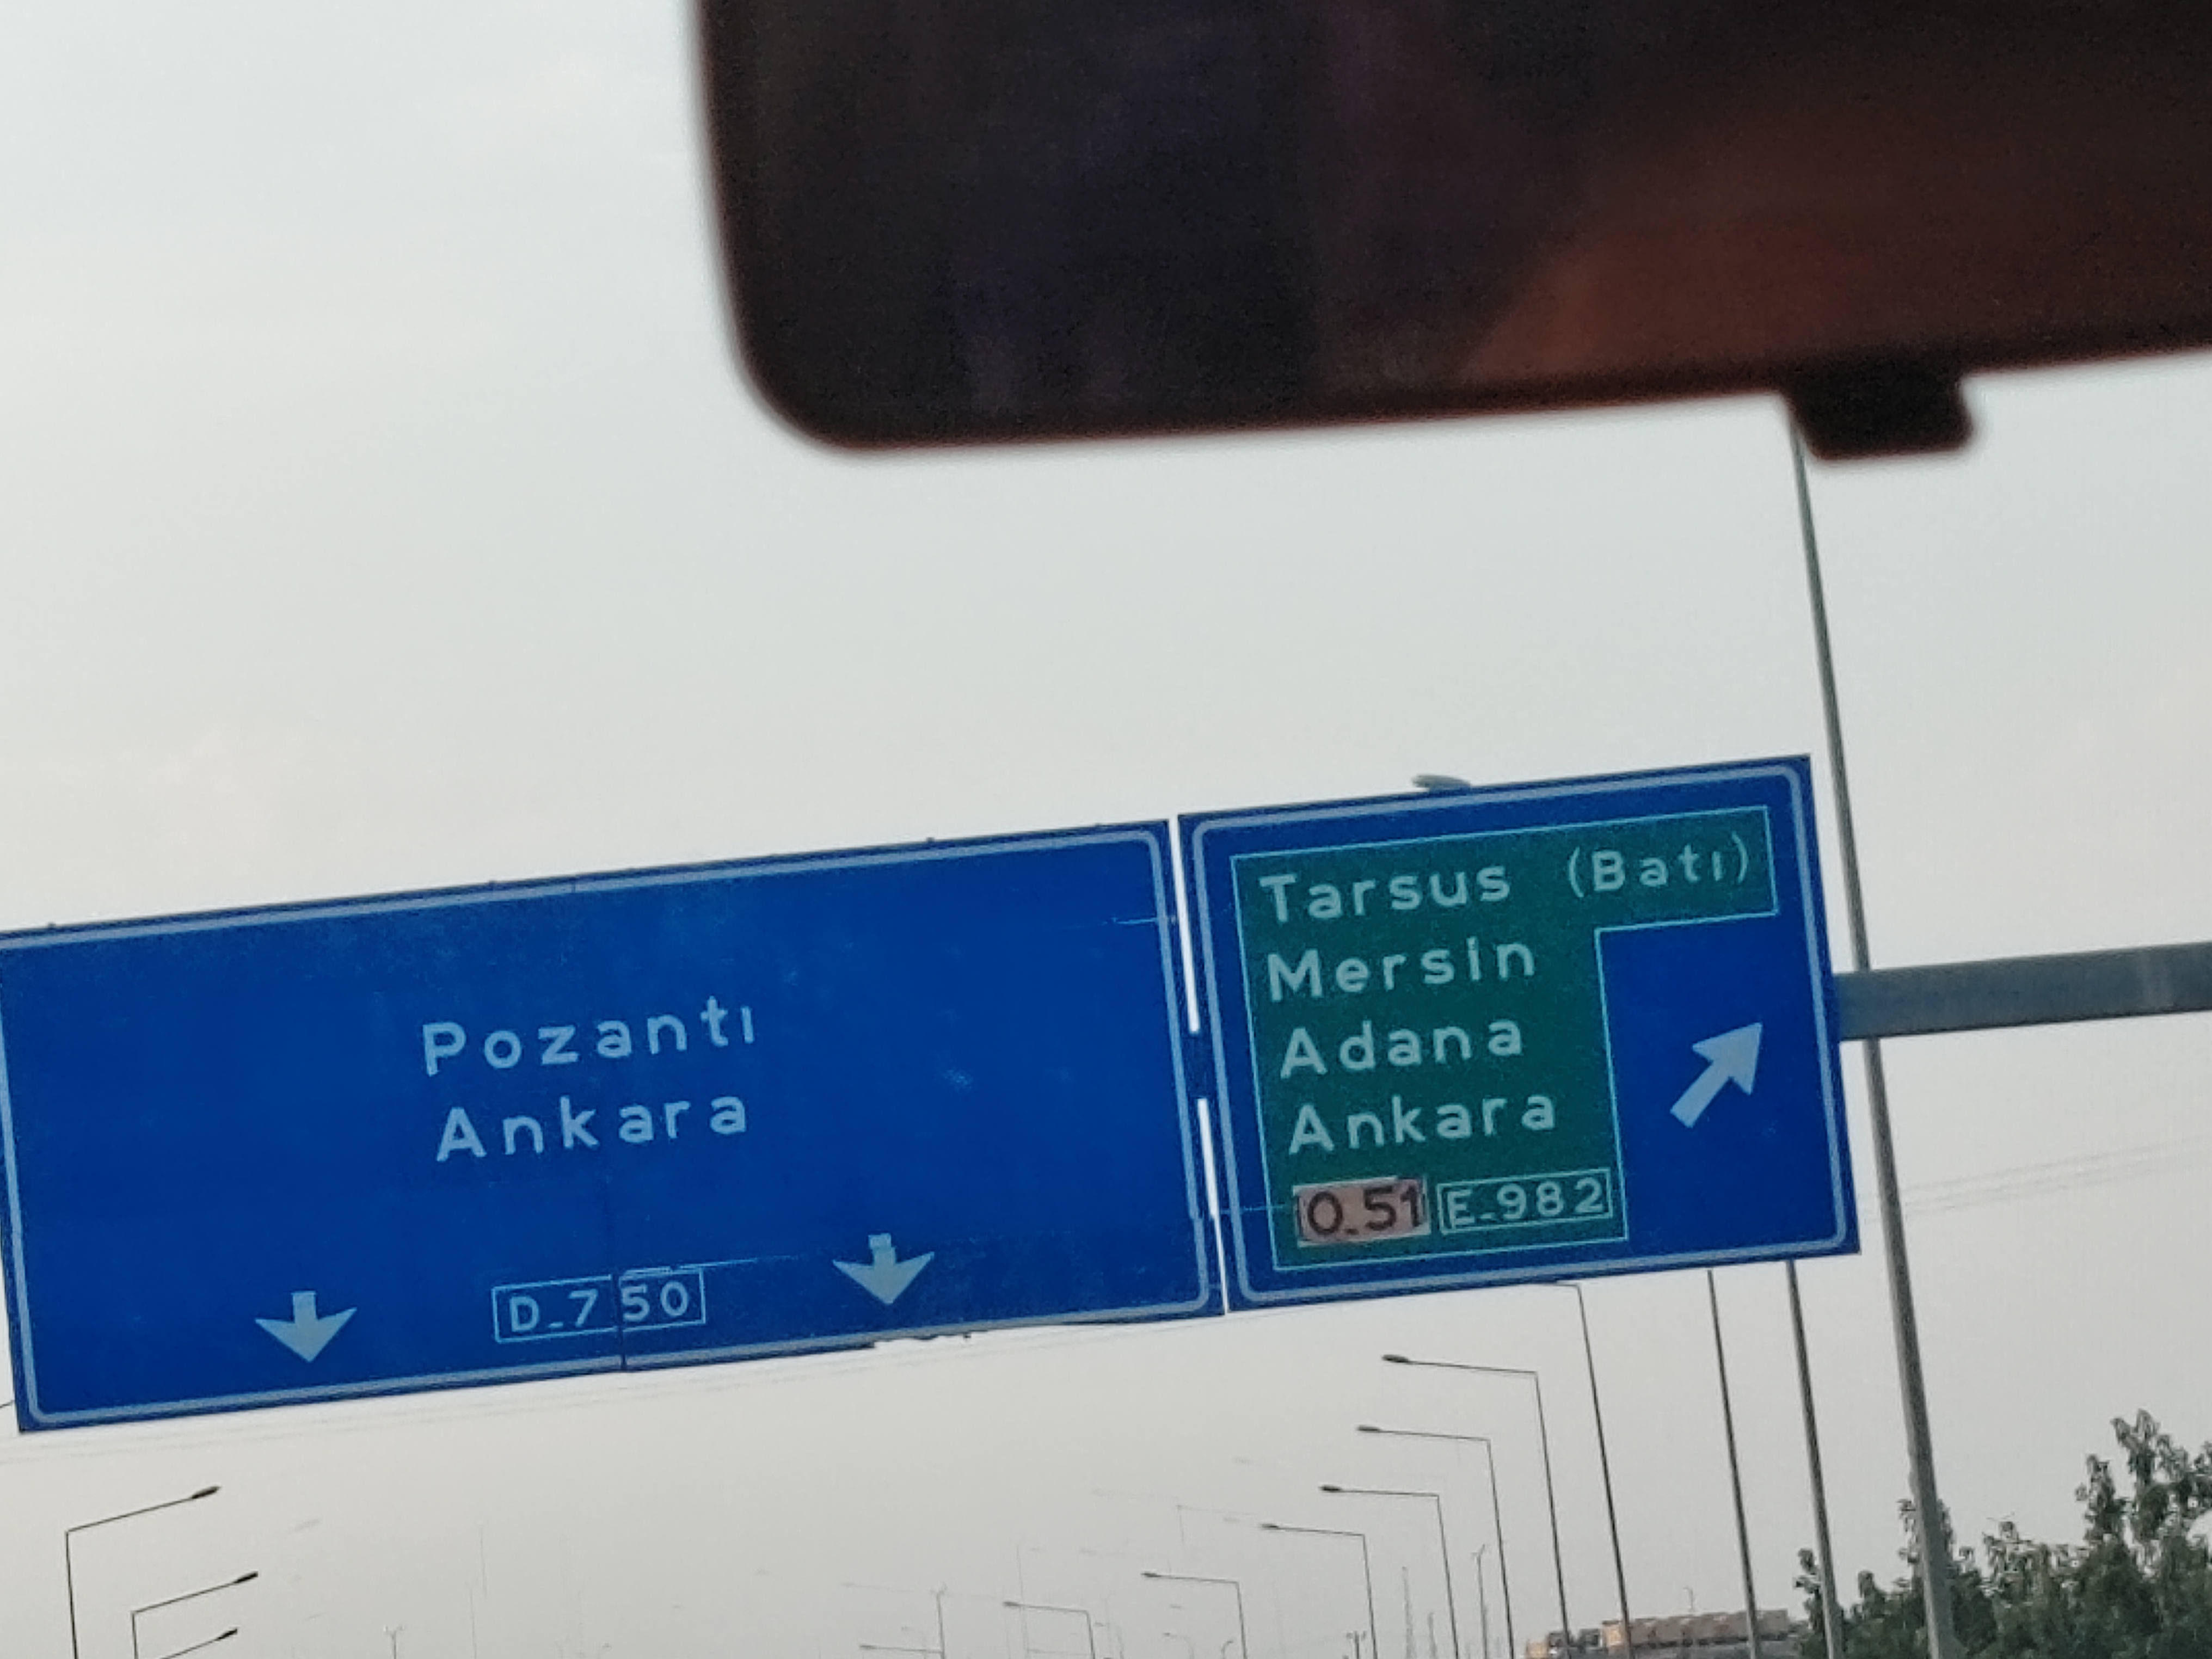 Pozantı
Ankara
D-750
Tarsus (Batı)
Mersin
Adana
Ankara
O-51 E-982